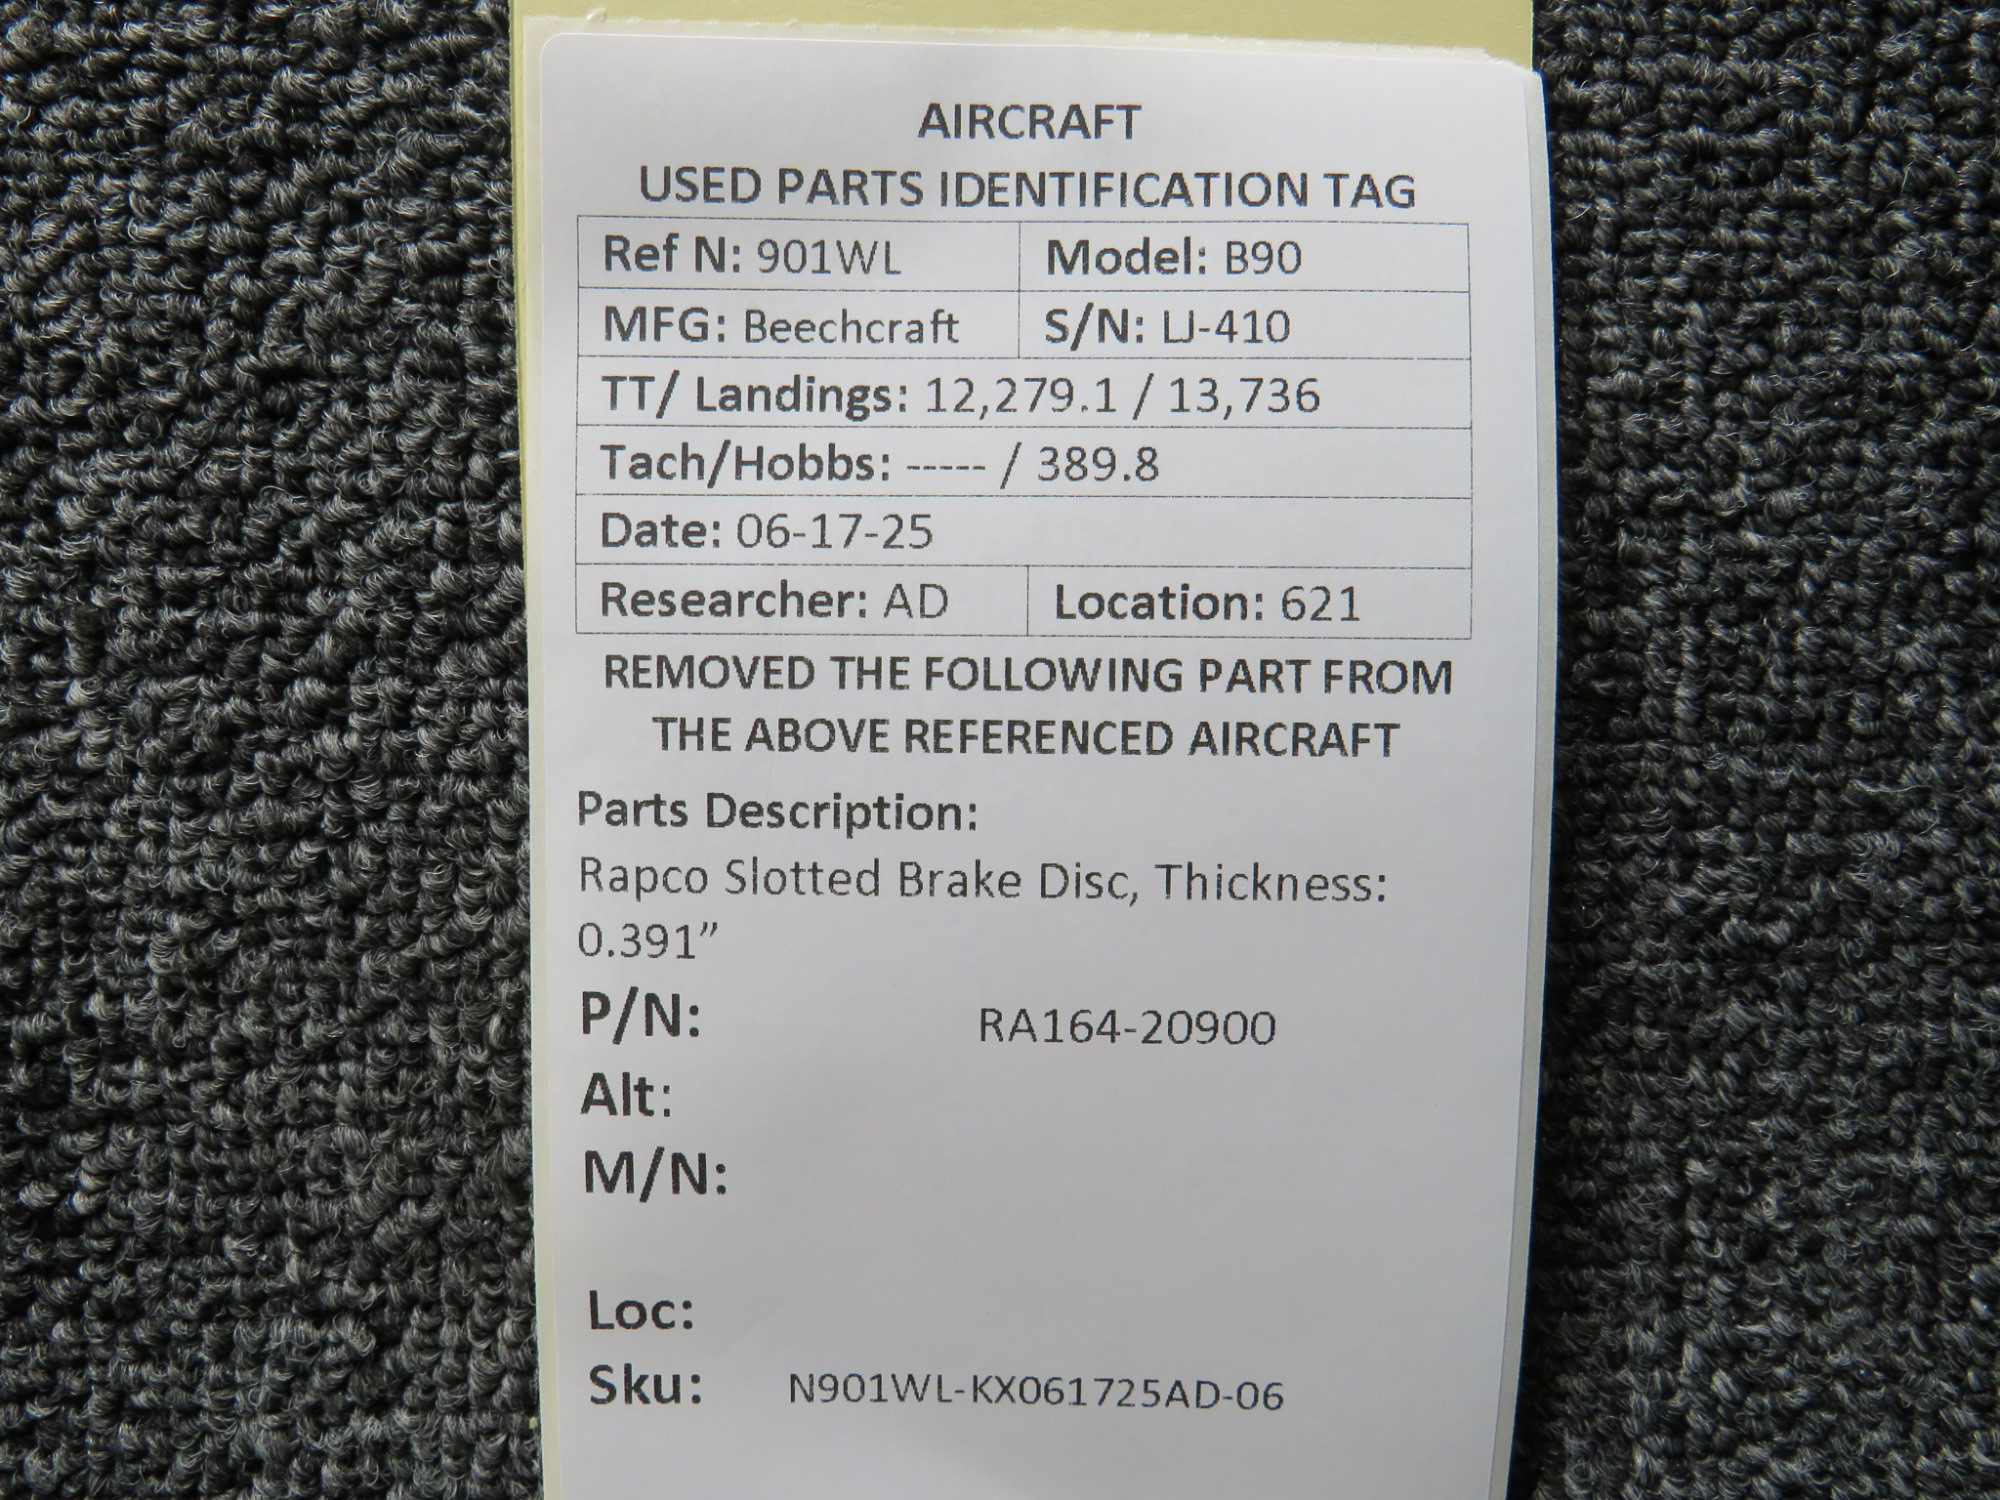 AIRCRAFT
USED PARTS IDENTIFICATION TAG
Ref N: 901WL Model: B90
MFG: Beechcraft S/N: LJ-410
TT/ Landings: 12,279.1 / 13,736
Tach/Hobbs: ----- / 389.8
Date: 06-17-25
Researcher: AD Location: 621
REMOVED THE FOLLOWING PART FROM
THE ABOVE REFERENCED AIRCRAFT
Parts Description:
Rapco Slotted Brake Disc, Thickness:
0.391”
P/N: RA164-20900
Alt:
M/N:
Loc:
Sku: N901WL-KX061725AD-06